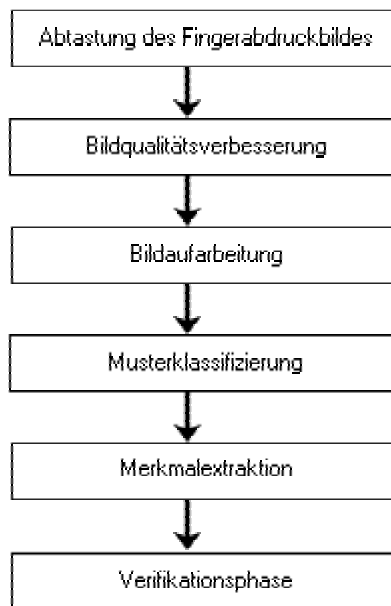 Abtastung des Fingerabdruckbildes
Bildqualitätsverbesserung
Bildaufarbeitung
Musterklassifizierung
Merkmalextraktion
Verifikationsphase